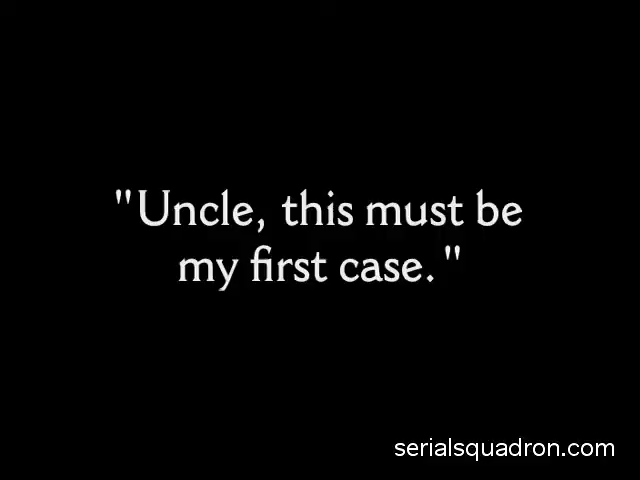 "Uncle, this must be
my first case."
serialsquadron.com